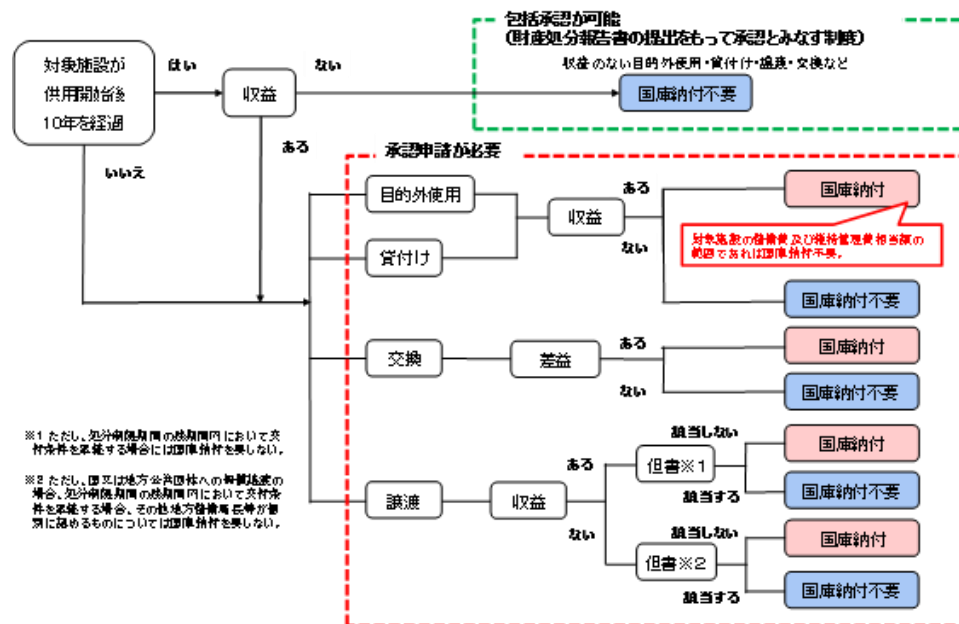 包括承認が可能
(財産処分報告書の提出をもって承認とみなす制度)
収益のない目的外使用・貸付け・譲渡・交換など
国庫納付不要
対象施設が
供用開始後
10年を経過
はい
いいえ
収益
ない
ある
承認申請が必要
目的外使用
貸付け
収益
ある
ない
国庫納付
対象施設の整備費及び維持管理費相当額の
範囲であれば国庫納付不要。
国庫納付不要
交換
差益
ある
ない
国庫納付
国庫納付不要
譲渡
収益
ある
ない
但書※1
該当しない
該当する
国庫納付
国庫納付不要
但書※2
該当しない
該当する
国庫納付
国庫納付不要
※1 ただし、処分制限期間の残期間内において交
付条件を承継する場合には国庫納付を要しない。
※2 ただし、国又は地方公共団体への無償譲渡の
場合、処分制限期間の残期間内において交付条
件を承継する場合、その他地方整備局長等が個
別に認めるものについては国庫納付を要しない。